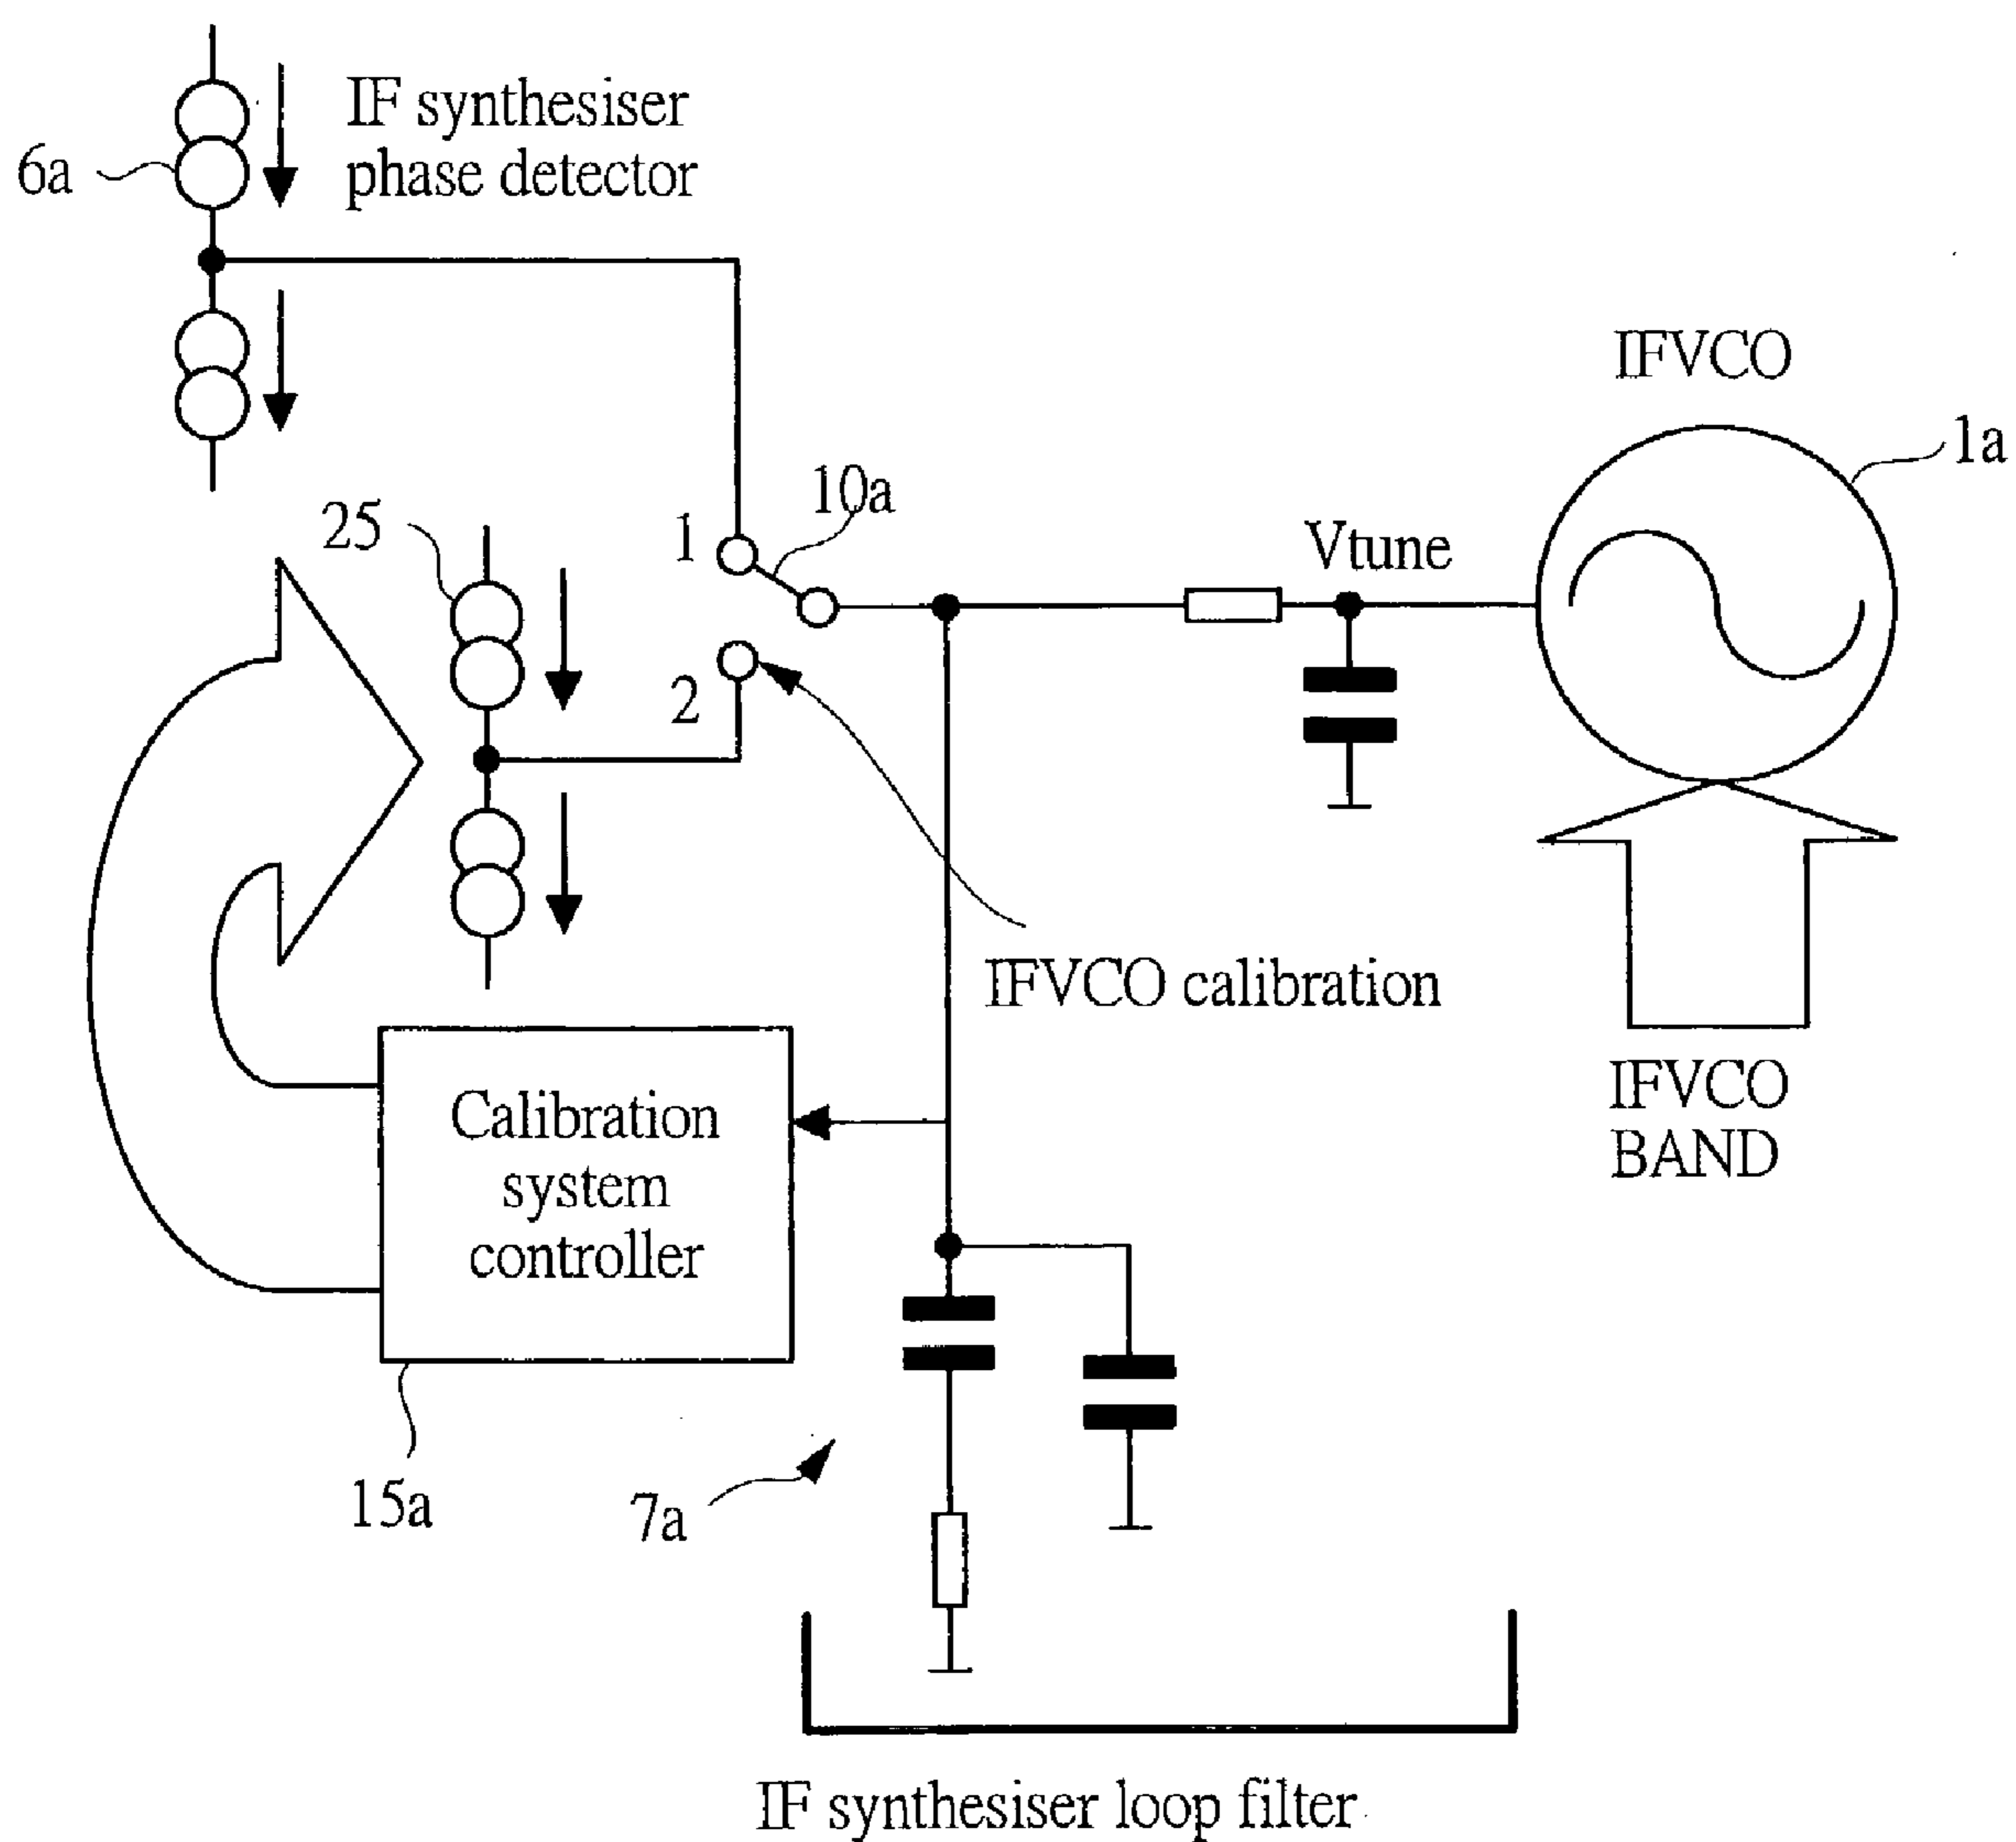 IF synthesiser
phase detector
6a
IFVCO
1a
10a
25
1
Vtune
2
IFVCO calibration
IFVCO
BAND
Calibration
system
controller
15a
7a
IF synthesiser loop filter